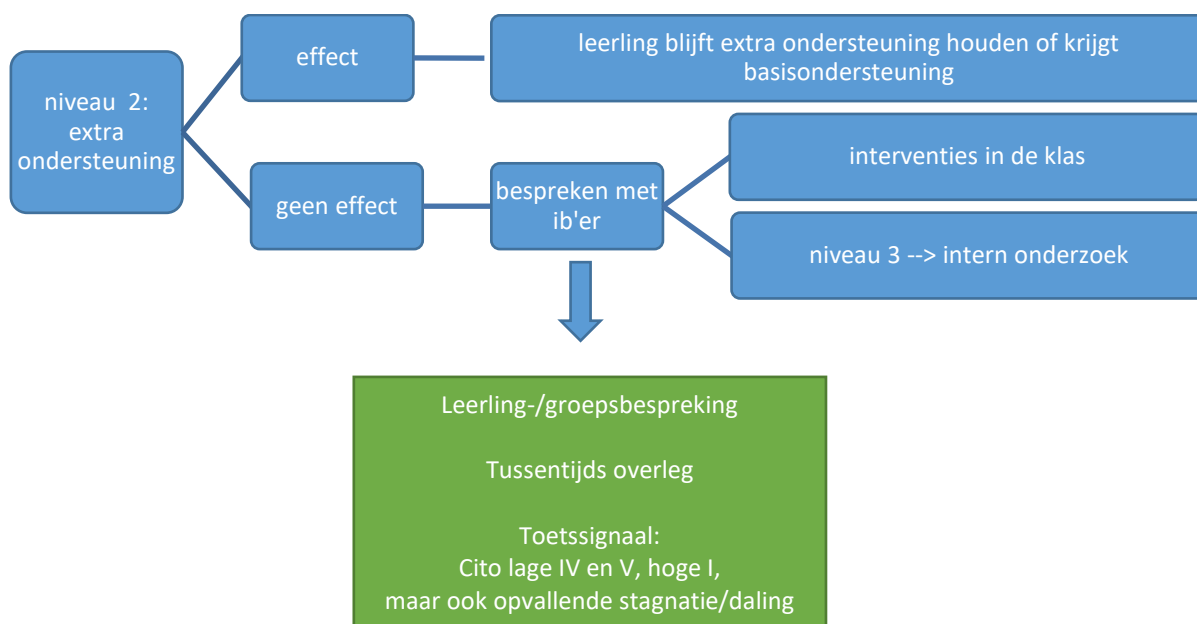 niveau 2:
extra
ondersteuning
effect
leerling blijft extra ondersteuning houden of krijgt
basisondersteuning
geen effect
bespreken met
ib'er
interventies in de klas
niveau 3 --> intern onderzoek
Leerling-/groepsbespreking
Tussentijds overleg
Toetssignaal:
Cito lage IV en V, hoge I,
maar ook opvallende stagnatie/daling